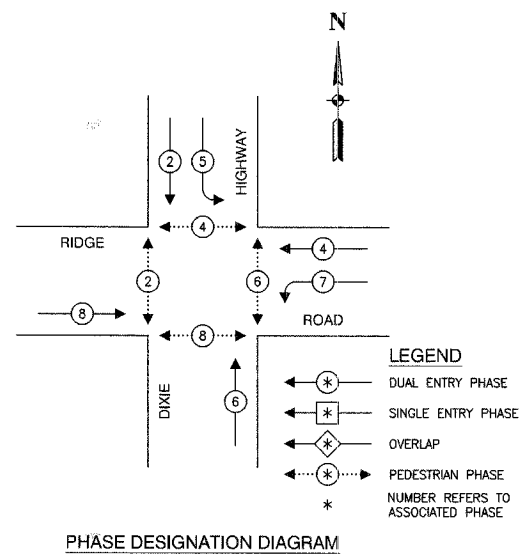 N
2
5
HIGHWAY
4
RIDGE
4
2
6
7
8
ROAD
8
DIXIE
6
LEGEND
* DUAL ENTRY PHASE
* SINGLE ENTRY PHASE
* OVERLAP
* PEDESTRIAN PHASE
* NUMBER REFERS TO
ASSOCIATED PHASE
PHASE DESIGNATION DIAGRAM